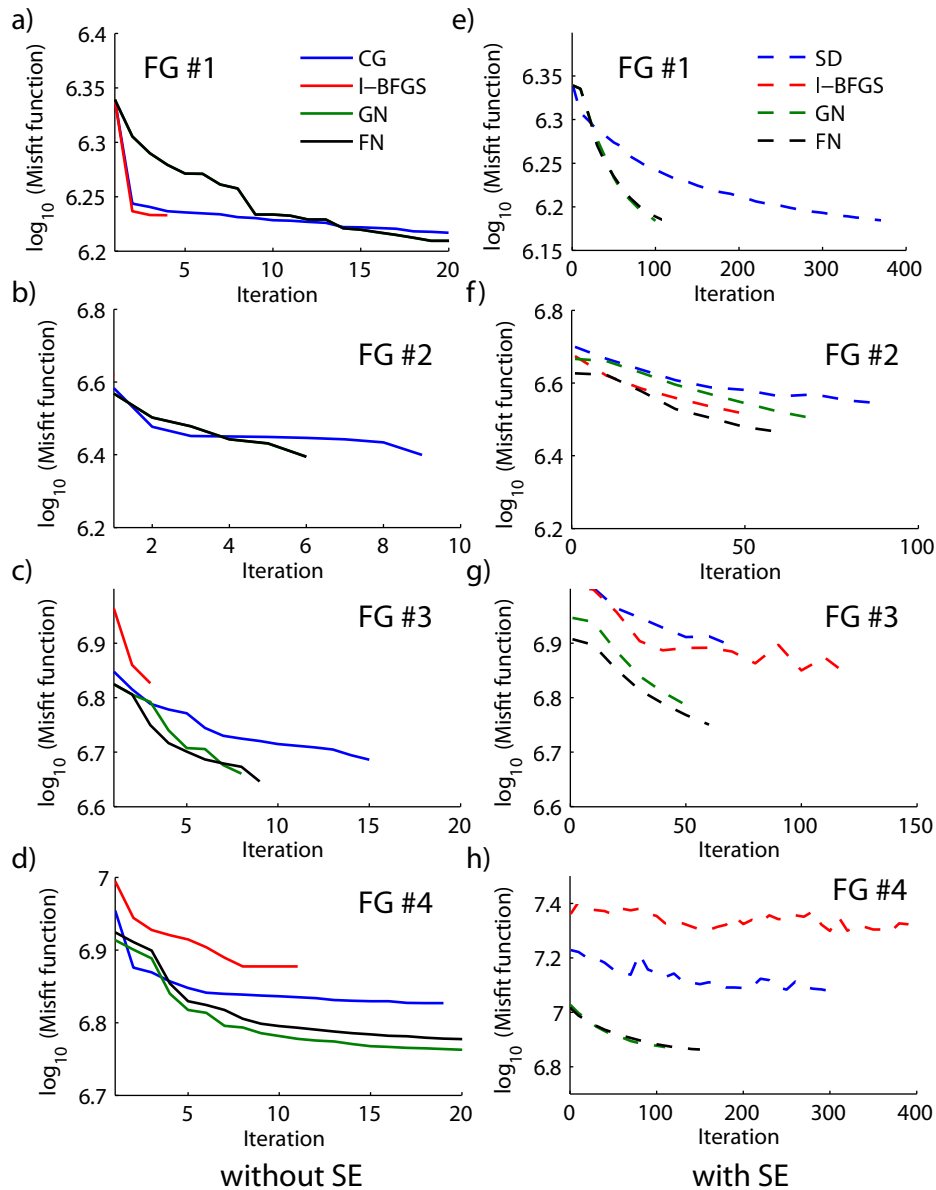 a)
6.4
6.35
6.3
6.25
6.2
log10 (Misfit function)
FG #1
CG
l−BFGS
GN
FN
5 10 15 20
Iteration
e)
6.35
6.3
6.25
6.2
6.15
log10 (Misfit function)
FG #1
SD
l−BFGS
GN
FN
0 100 200 300 400
Iteration
b)
6.8
6.6
6.4
6.2
log10 (Misfit function)
FG #2
2 4 6 8 10
Iteration
f)
6.8
6.6
6.4
6.2
log10 (Misfit function)
FG #2
0 50 100
Iteration
c)
6.9
6.8
6.7
6.6
log10 (Misfit function)
FG #3
5 10 15 20
Iteration
g)
6.9
6.8
6.7
6.6
log10 (Misfit function)
FG #3
0 50 100 150
Iteration
d)
7
6.9
6.8
6.7
log10 (Misfit function)
FG #4
5 10 15 20
Iteration
h)
7.4
7.2
7
6.8
log10 (Misfit function)
FG #4
0 100 200 300 400
Iteration
without SE
with SE